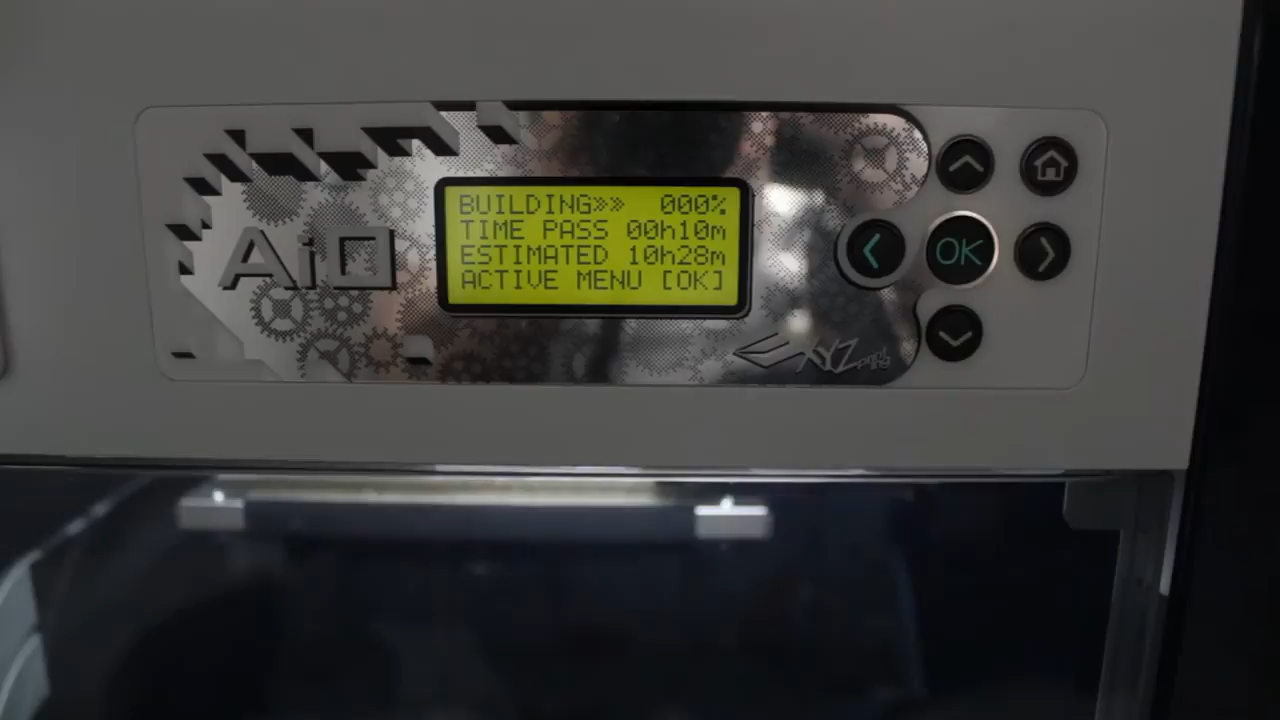 BUILDING»» 000%
TIME PASS 00h10m
ESTIMATED 10h28m
ACTIVE MENU [OK]
AiO
OK
XYZprinting